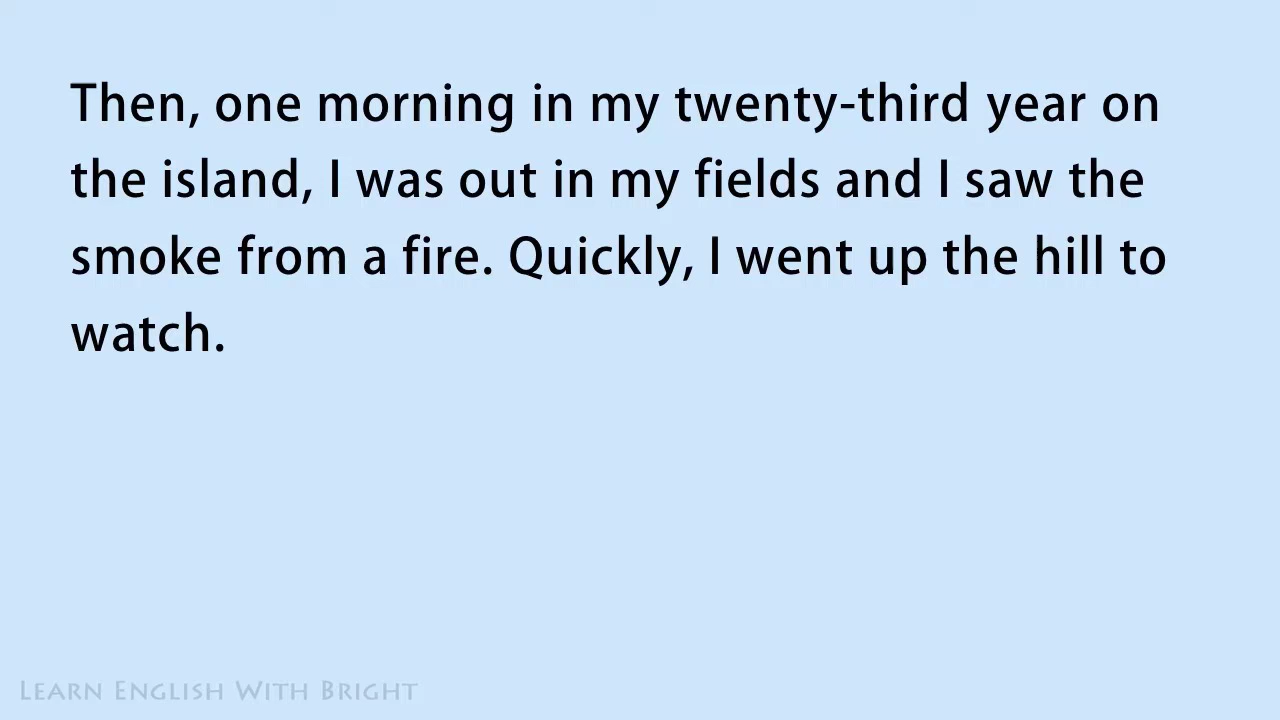 Then, one morning in my twenty-third year on
the island, I was out in my fields and I saw the
smoke from a fire. Quickly, I went up the hill to
watch.
LEARN ENGLISH WITH BRIGHT